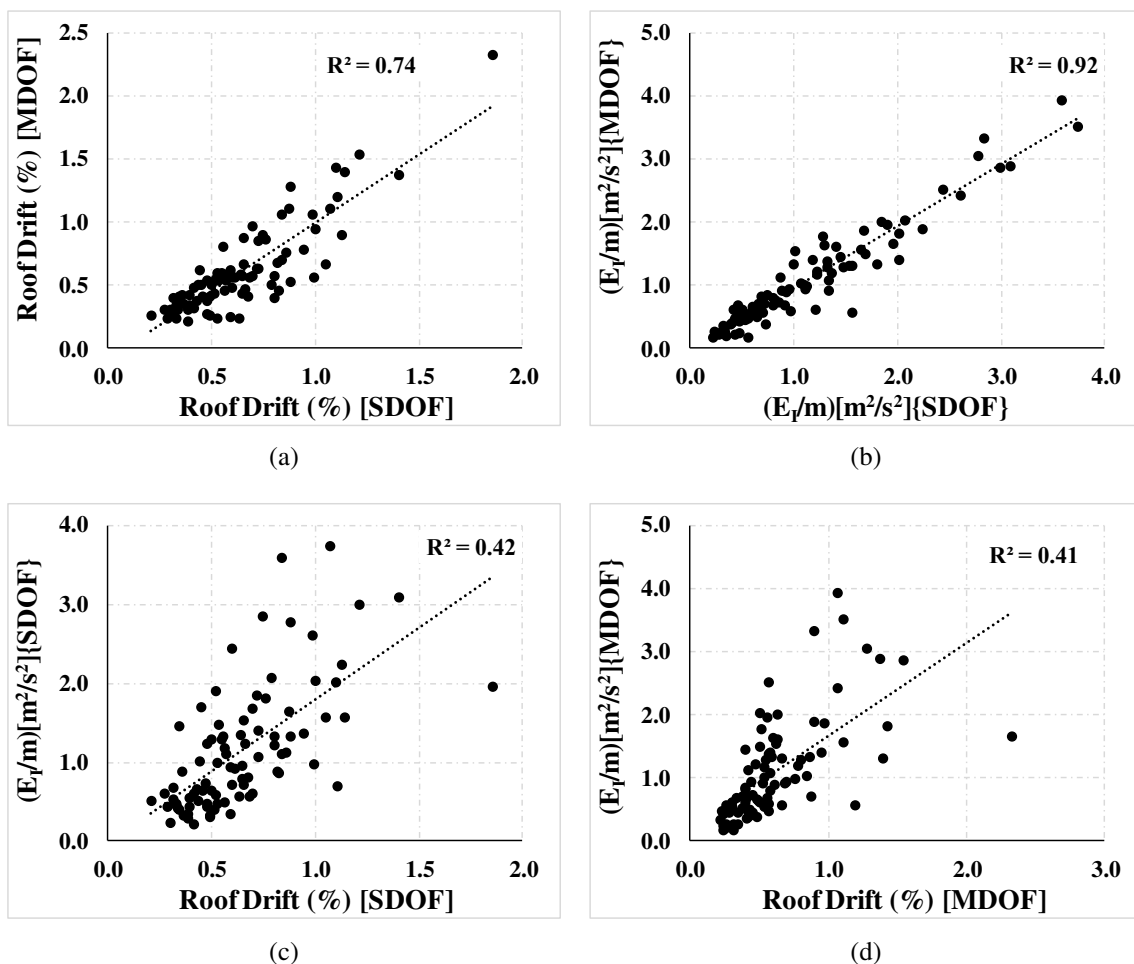 2.5
2.0
1.5
1.0
0.5
0.0
Roof Drift (%) [MDOF]
R² = 0.74
0.0 0.5 1.0 1.5 2.0
Roof Drift (%) [SDOF]
(a)
5.0
4.0
3.0
2.0
1.0
0.0
(E_I/m)[m²/s²]{MDOF}
R² = 0.92
0.0 1.0 2.0 3.0 4.0
(E_I/m)[m²/s²]{SDOF}
(b)
4.0
3.0
2.0
1.0
0.0
(E_I/m)[m²/s²]{SDOF}
R² = 0.42
0.0 0.5 1.0 1.5 2.0
Roof Drift (%) [SDOF]
(c)
5.0
4.0
3.0
2.0
1.0
0.0
(E_I/m)[m²/s²]{MDOF}
R² = 0.41
0.0 1.0 2.0 3.0
Roof Drift (%) [MDOF]
(d)